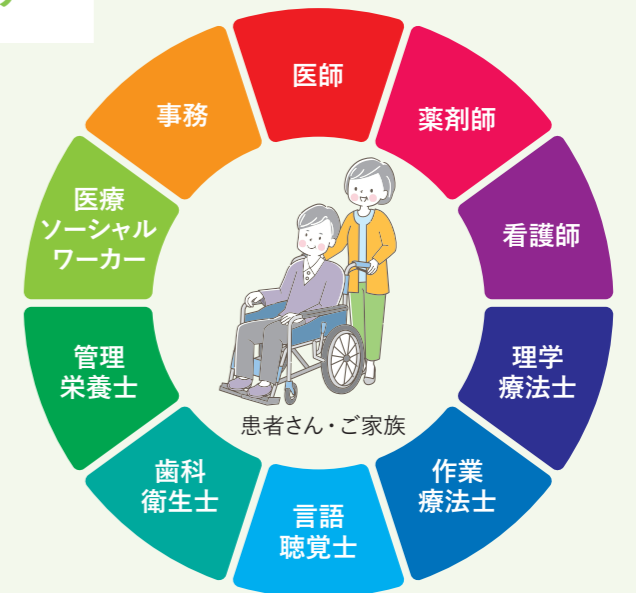 医師
薬剤師
看護師
理学
療法士
作業
療法士
言語
聴覚士
歯科
衛生士
管理
栄養士
医療
ソーシャル
ワーカー
事務
患者さん・ご家族